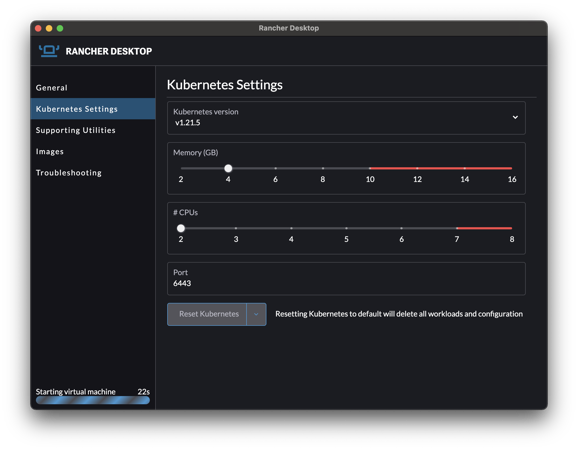 Rancher Desktop
RANCHER DESKTOP
General
Kubernetes Settings
Supporting Utilities
Images
Troubleshooting
Kubernetes Settings
Kubernetes version
v1.21.5
Memory (GB)
2 4 6 8 10 12 14 16
# CPUs
2 3 4 5 6 7 8
Port
6443
Reset Kubernetes
Resetting Kubernetes to default will delete all workloads and configuration
Starting virtual machine 22s